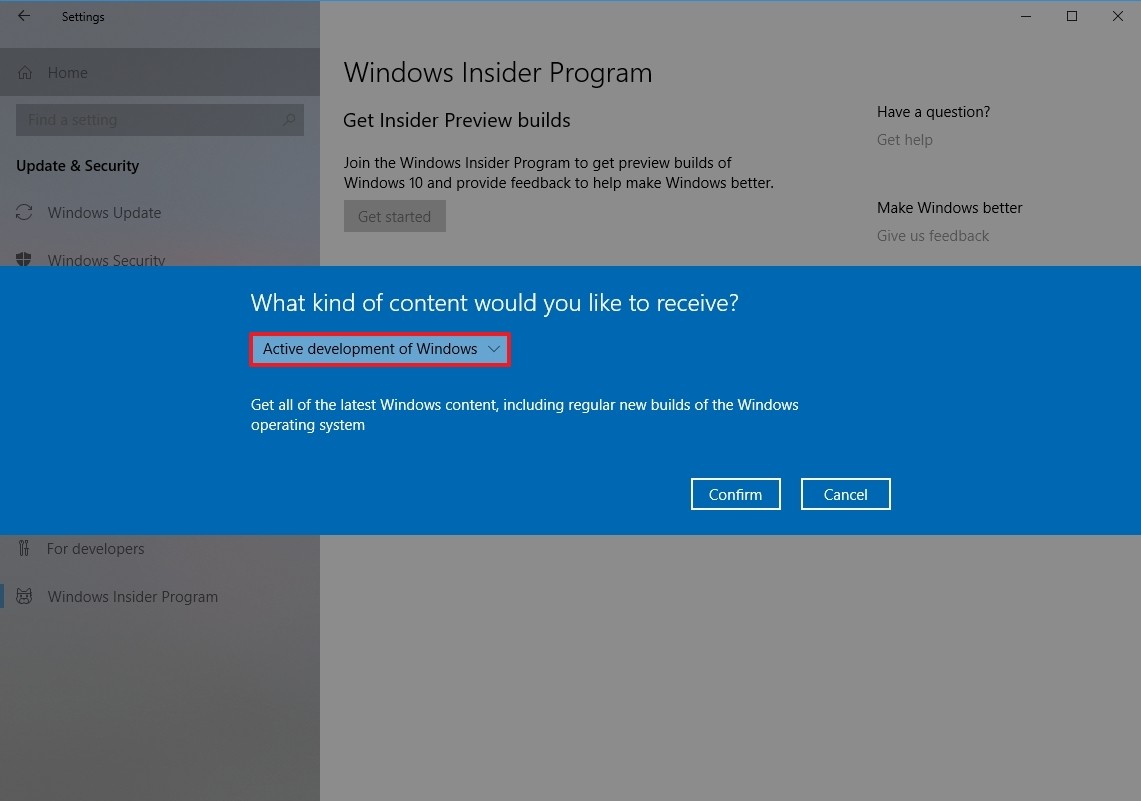 Settings
Home
Find a setting
Update & Security
Windows Update
Windows Security
Windows Insider Program
Get Insider Preview builds
Join the Windows Insider Program to get preview builds of
Windows 10 and provide feedback to help make Windows better.
Get started
Have a question?
Get help
Make Windows better
Give us feedback
What kind of content would you like to receive?
Active development of Windows
Get all of the latest Windows content, including regular new builds of the Windows
operating system
Confirm
Cancel
For developers
Windows Insider Program